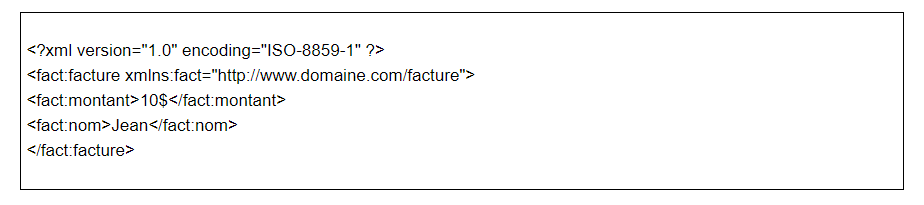 <?xml version="1.0" encoding="ISO-8859-1" ?>
<fact:facture xmlns:fact="http://www.domaine.com/facture">
<fact:montant>10$</fact:montant>
<fact:nom>Jean</fact:nom>
</fact:facture>